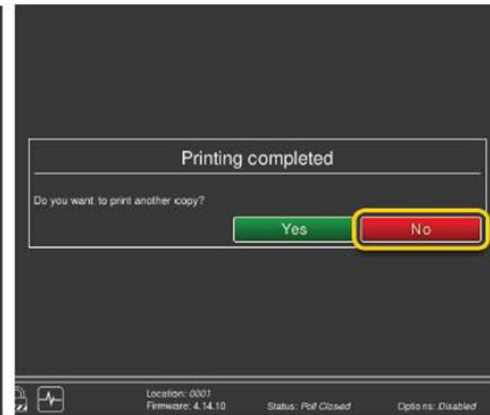 Printing completed
Do you want to print another copy?
Yes No
Location: 0001
Firmware: 4.14.10 Status: Poll Closed Options: Disabled